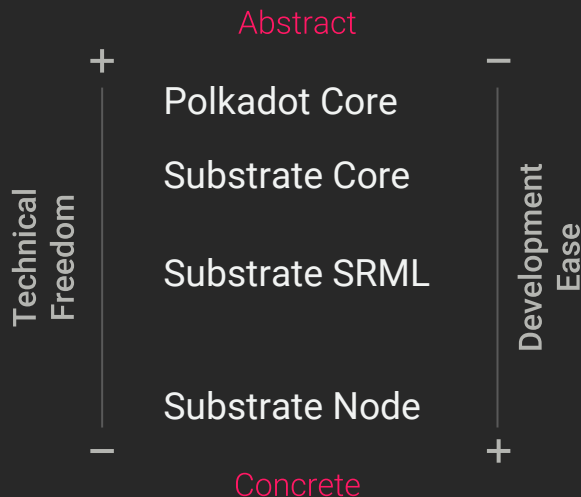 Abstract
+
−
Polkadot Core
Substrate Core
Technical
Freedom
Development
Ease
Substrate SRML
Substrate Node
−
+
Concrete